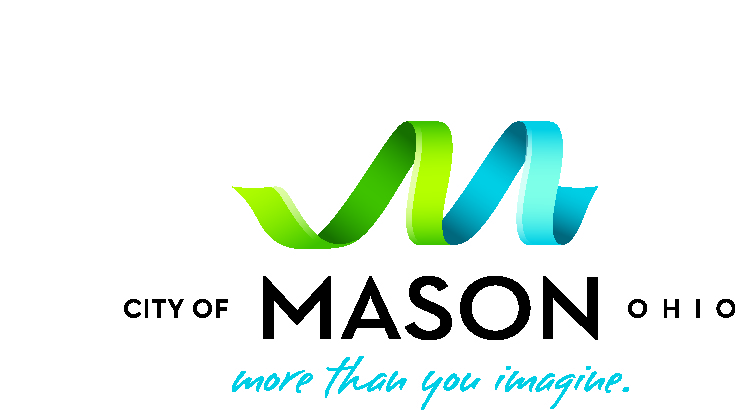 CITY OF MASON OHIO
more than you imagine.